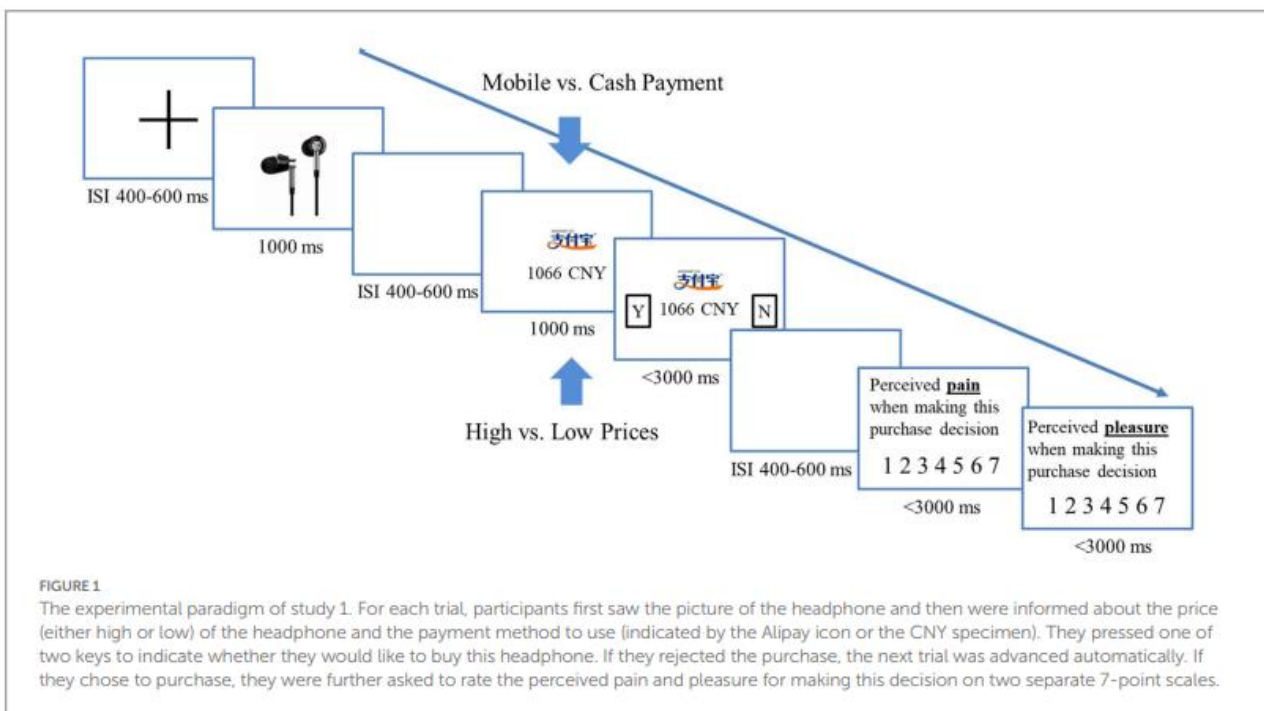 Mobile vs. Cash Payment
ISI 400-600 ms
1000 ms
ISI 400-600 ms
支付宝
1066 CNY
1000 ms
支付宝
Y 1066 CNY N
<3000 ms
High vs. Low Prices
ISI 400-600 ms
Perceived pain
when making this
purchase decision
1 2 3 4 5 6 7
<3000 ms
Perceived pleasure
when making this
purchase decision
1 2 3 4 5 6 7
<3000 ms
FIGURE 1
The experimental paradigm of study 1. For each trial, participants first saw the picture of the headphone and then were informed about the price
(either high or low) of the headphone and the payment method to use (indicated by the Alipay icon or the CNY specimen). They pressed one of
two keys to indicate whether they would like to buy this headphone. If they rejected the purchase, the next trial was advanced automatically. If
they chose to purchase, they were further asked to rate the perceived pain and pleasure for making this decision on two separate 7-point scales.